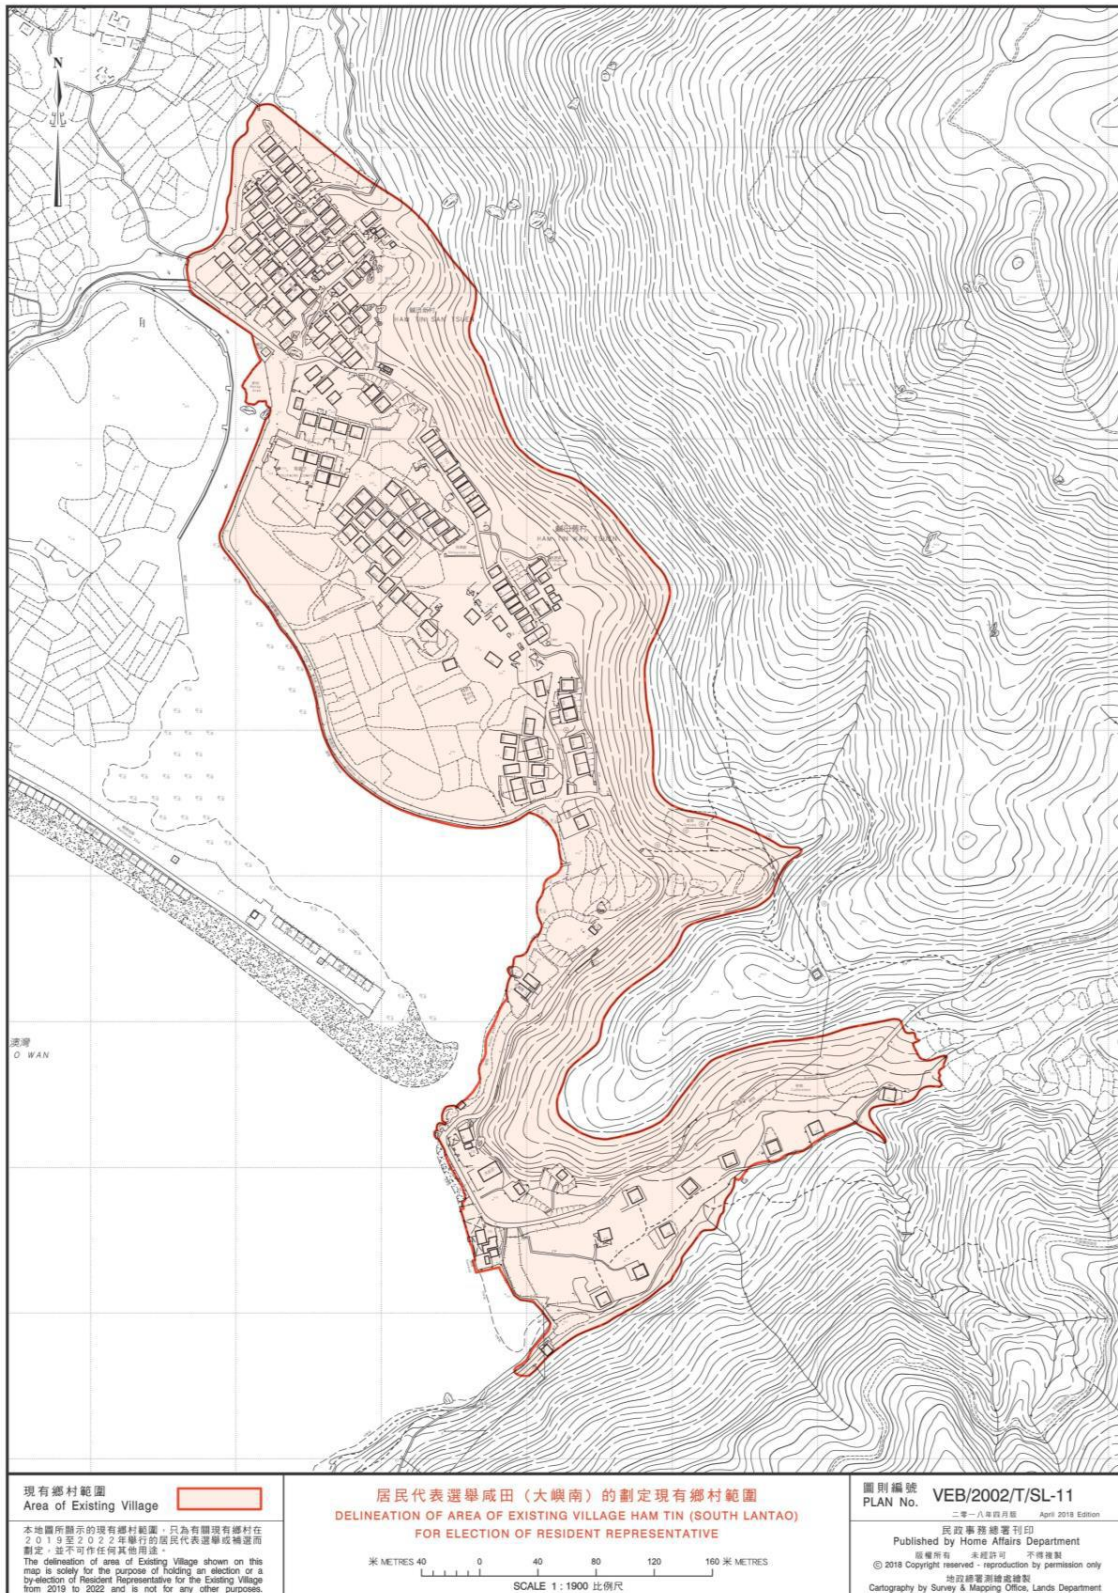 N
鹹田新村
HAM TIN SAN TSUEN
鹹田舊村
HAM TIN KAU TSUEN
澳灣
O WAN
現有鄉村範圍
Area of Existing Village
本地圖所顯示的現有鄉村範圍，只為有關現有鄉村在
2019至2022年舉行的居民代表選舉或補選而
劃定，並不可作任何其他用途。
The delineation of area of Existing Village shown on this
map is solely for the purpose of holding an election or a
by-election of Resident Representative for the Existing Village
from 2019 to 2022 and is not for any other purposes.
居民代表選舉咸田（大嶼南）的劃定現有鄉村範圍
DELINEATION OF AREA OF EXISTING VILLAGE HAM TIN (SOUTH LANTAO)
FOR ELECTION OF RESIDENT REPRESENTATIVE
米 METRES 40 0 40 80 120 160 米 METRES
SCALE 1 : 1900 比例尺
圖則編號
PLAN No. VEB/2002/T/SL-11
二零一八年四月版 April 2018 Edition
民政事務總署刊印
Published by Home Affairs Department
版權所有 未經許可 不得複製
© 2018 Copyright reserved - reproduction by permission only
地政總署測繪處繪製
Cartography by Survey & Mapping Office, Lands Department